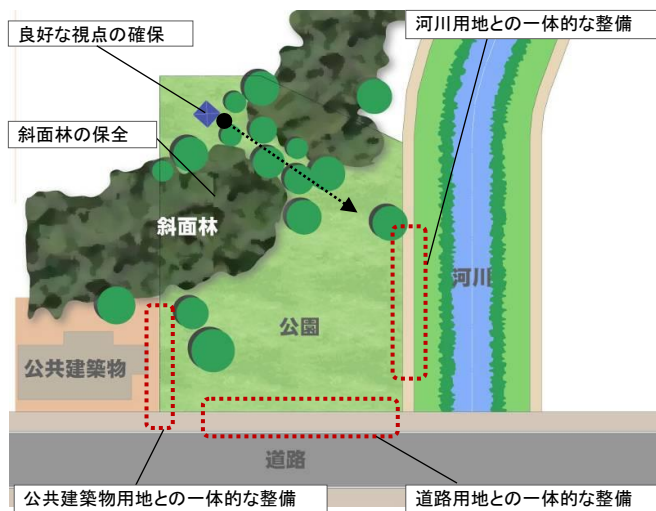 良好な視点の確保
河川用地との一体的な整備
斜面林の保全
斜面林
河川
公園
公共建築物
道路
公共建築物用地との一体的な整備
道路用地との一体的な整備